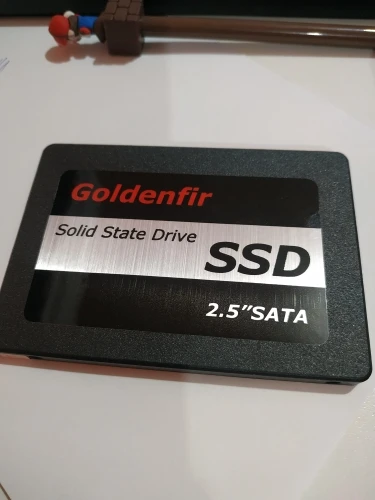 Goldenfir
Solid State Drive
SSD
2.5”SATA